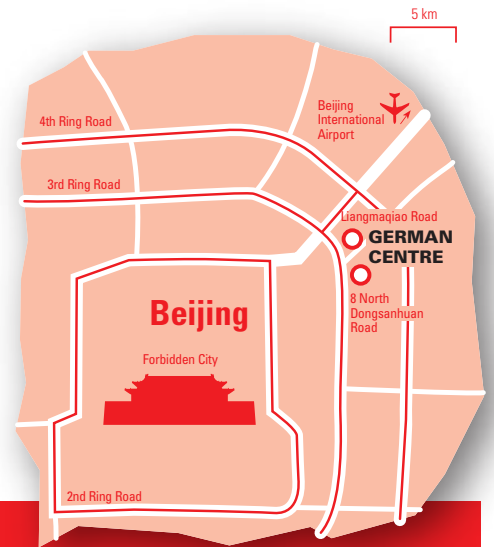 5 km
4th Ring Road
Beijing
International
Airport
3rd Ring Road
Liangmaqiao Road
GERMAN
CENTRE
Beijing
8 North
Dongsanhuan
Road
Forbidden City
2nd Ring Road